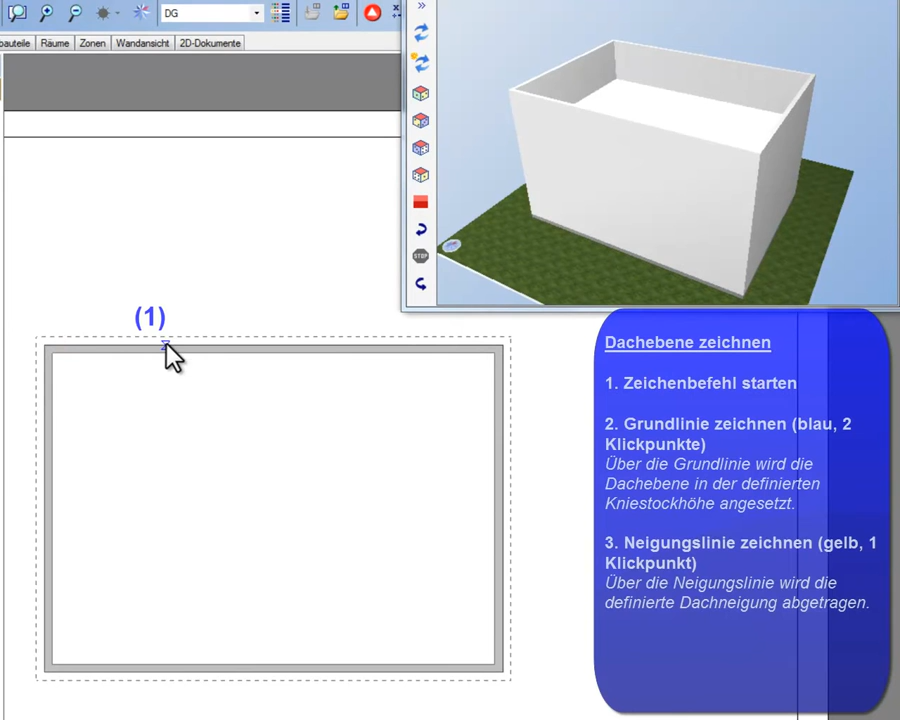 DG
bauteile
Räume
Zonen
Wandansicht
2D-Dokumente
STOP
(1)
Dachebene zeichnen
1. Zeichenbefehl starten
2. Grundlinie zeichnen (blau, 2
Klickpunkte)
Über die Grundlinie wird die
Dachebene in der definierten
Kniestockhöhe angesetzt.
3. Neigungslinie zeichnen (gelb, 1
Klickpunkt)
Über die Neigungslinie wird die
definierte Dachneigung abgetragen.